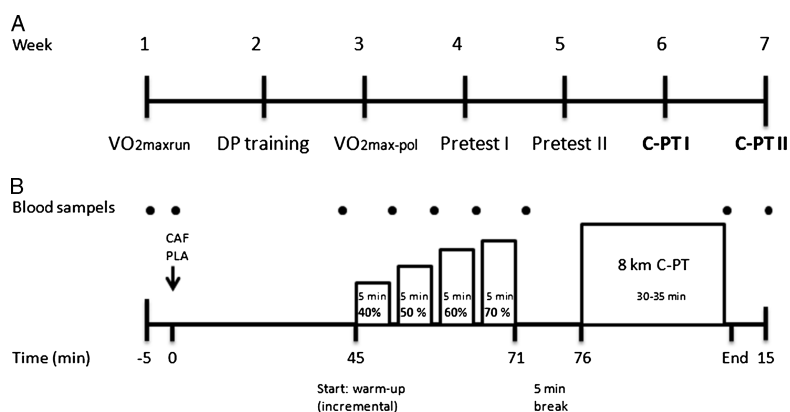 A
Week 1 2 3 4 5 6 7
VO2maxrun DP training VO2max-pol Pretest I Pretest II C-PT I C-PT II
B
Blood sampels
CAF
PLA
8 km C-PT
5 min 5 min 5 min 5 min 30-35 min
40% 50 % 60% 70 %
Time (min) -5 0 45 71 76 End 15
Start: warm-up 5 min
(incremental) break